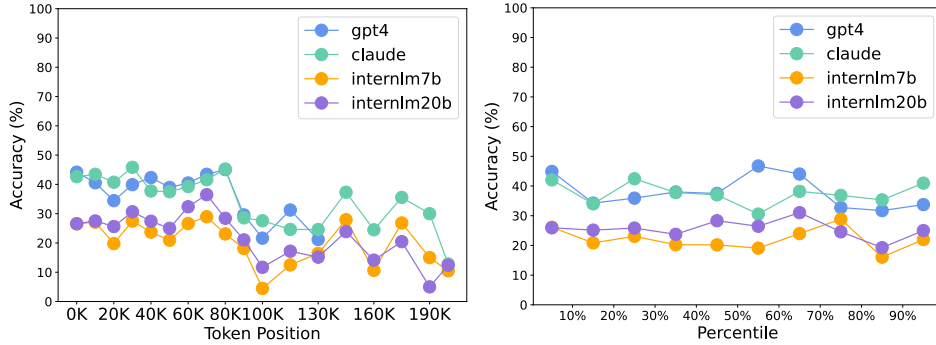 100
90
80
70
60
50
40
30
20
10
0
Accuracy (%)
0K 20K 40K 60K 80K 100K 130K 160K 190K
Token Position
gpt4
claude
internlm7b
internlm20b
100
90
80
70
60
50
40
30
20
10
0
Accuracy (%)
10% 20% 30% 40% 50% 60% 70% 80% 90%
Percentile
gpt4
claude
internlm7b
internlm20b